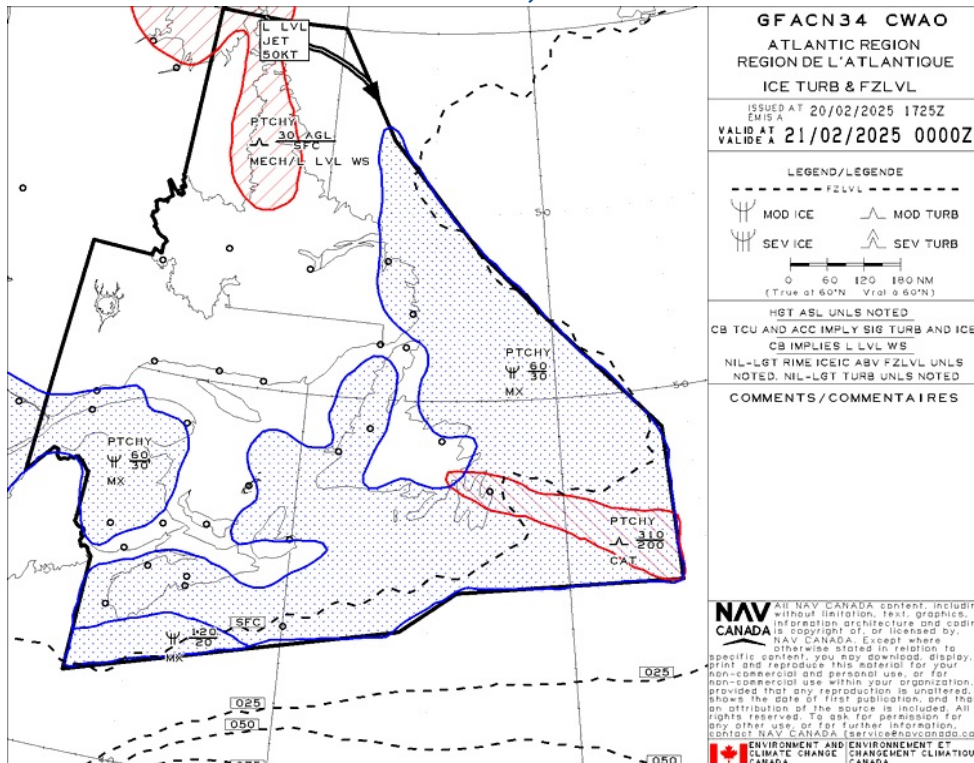 GFACN34 CWAO
ATLANTIC REGION
REGION DE L'ATLANTIQUE
ICE TURB & FZLVL
ISSUED AT
EMIS A
20/02/2025 1725Z
VALID AT
VALIDE A
21/02/2025 0000Z
LEGEND/LEGENDE
FZLVL
MOD ICE
MOD TURB
SEV ICE
SEV TURB
0 60 120 180 NM
(True at 60°N Vrai a 60°N)
HGT ASL UNLS NOTED
CB TCU AND ACC IMPLY SIG TURB AND ICE
CB IMPLIES L LVL WS
NIL-LGT RIME ICEIC ABV FZLVL UNLS
NOTED. NIL-LGT TURB UNLS NOTED
COMMENTS/COMMENTAIRES
L LVL
JET
50KT
PTCHY
30 AGL
SFC
MECH/L LVL WS
50
PTCHY
60
30
MX
50
PTCHY
60
30
MX
PTCHY
310
200
CAT
SFC
120
20
MX
025
025
050
050
NAV
CANADA
All NAV CANADA content, includin
without limitation, text, graphics,
information architecture and codin
is copyright of, or licensed by,
NAV CANADA. Except where
otherwise stated in relation to
specific content, you may download, display,
print and reproduce this material for your
non-commercial and personal use, or for
non-commercial use within your organization,
provided that any reproduction is unaltered,
shows the date of first publication, and tha
an attribution of the source is included. All
rights reserved. To ask for permission for
any other use, or for further information,
contact NAV CANADA (service@navcanada.ca
ENVIRONMENT AND
CLIMATE CHANGE
CANADA
ENVIRONNEMENT ET
CHANGEMENT CLIMATIQU
CANADA